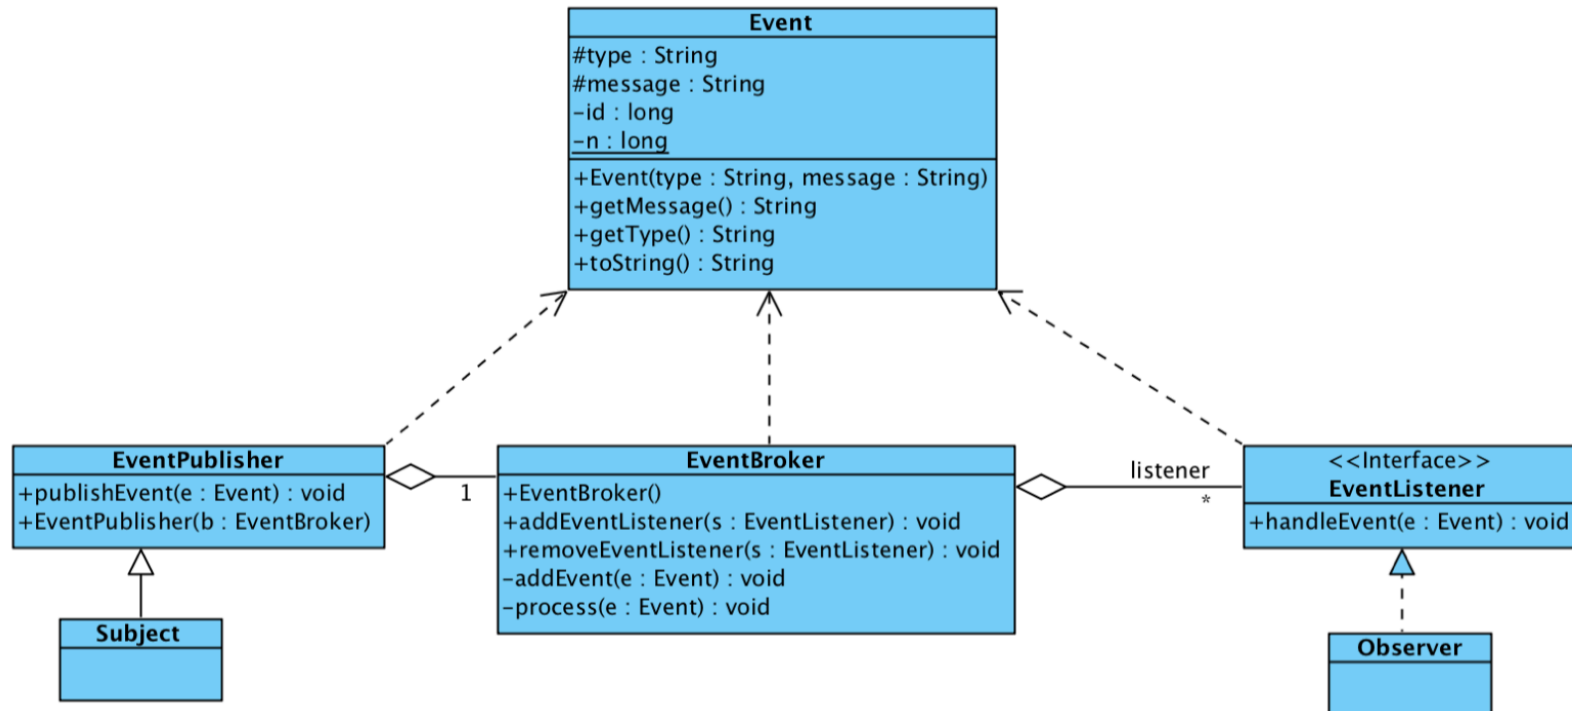 Event
#type : String
#message : String
-id : long
-n : long
+Event(type : String, message : String)
+getMessage() : String
+getType() : String
+toString() : String
EventPublisher
+publishEvent(e : Event) : void
+EventPublisher(b : EventBroker)
1
EventBroker
+EventBroker()
+addEventListener(s : EventListener) : void
+removeEventListener(s : EventListener) : void
-addEvent(e : Event) : void
-process(e : Event) : void
listener
*
<<Interface>>
EventListener
+handleEvent(e : Event) : void
Subject
Observer